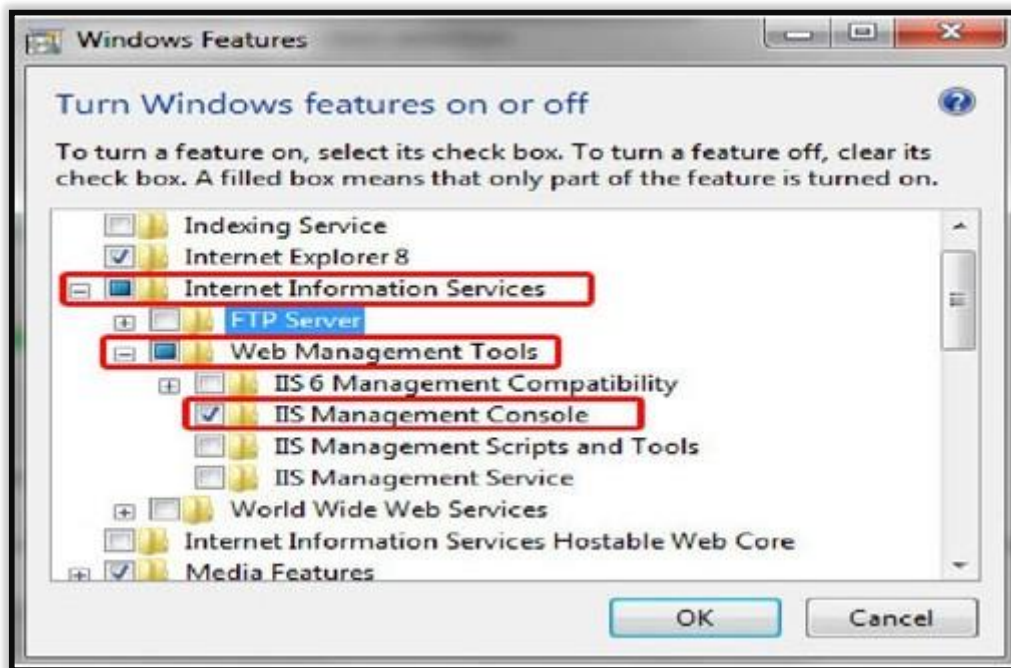 Windows Features
Turn Windows features on or off
To turn a feature on, select its check box. To turn a feature off, clear its
check box. A filled box means that only part of the feature is turned on.
Indexing Service
Internet Explorer 8
Internet Information Services
FTP Server
Web Management Tools
IIS 6 Management Compatibility
IIS Management Console
IIS Management Scripts and Tools
IIS Management Service
World Wide Web Services
Internet Information Services Hostable Web Core
Media Features
OK Cancel